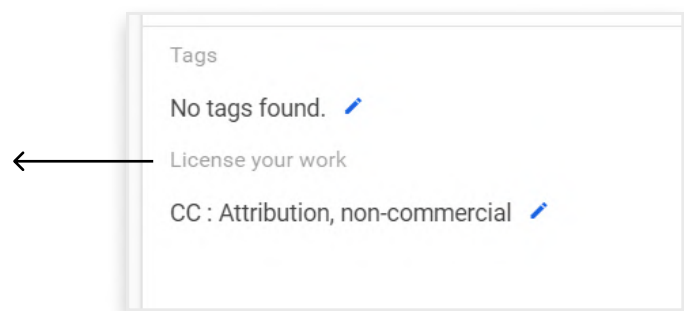 Tags
No tags found.
License your work
CC : Attribution, non-commercial